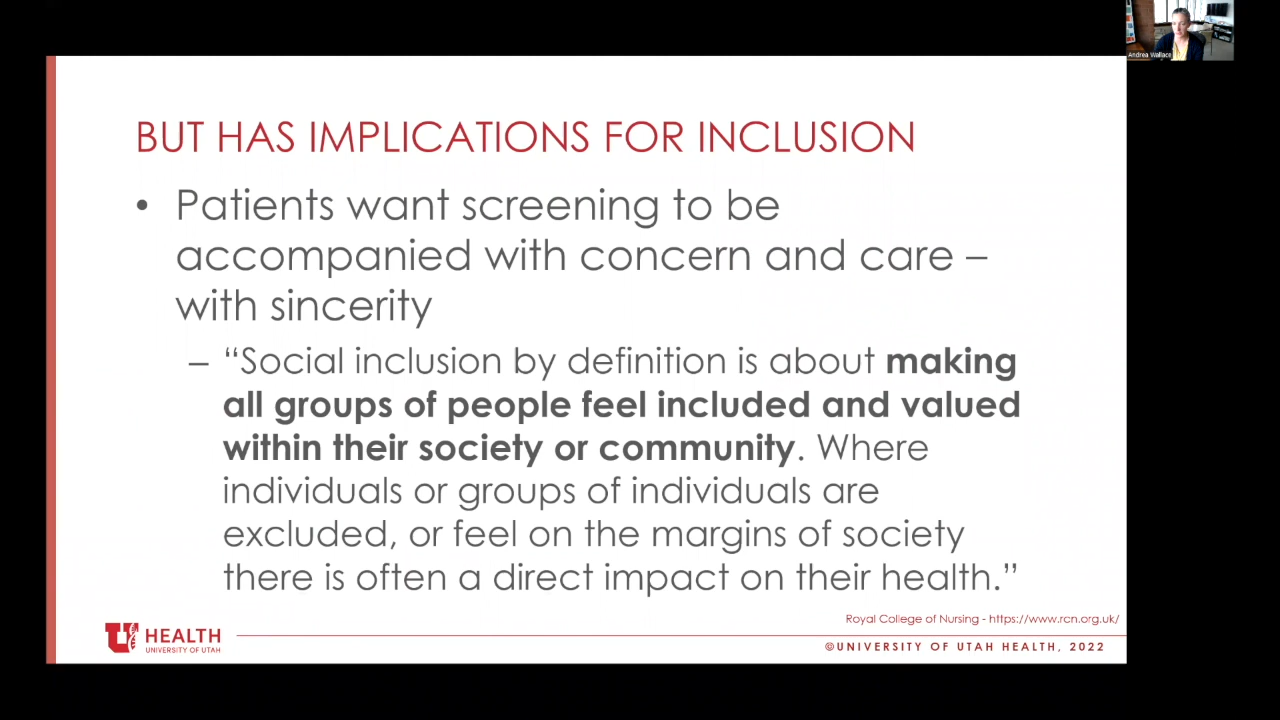 Andrea Wallace
BUT HAS IMPLICATIONS FOR INCLUSION
• Patients want screening to be
accompanied with concern and care –
with sincerity
– “Social inclusion by definition is about making
all groups of people feel included and valued
within their society or community. Where
individuals or groups of individuals are
excluded, or feel on the margins of society
there is often a direct impact on their health.”
Royal College of Nursing - https://www.rcn.org.uk/
U HEALTH
UNIVERSITY OF UTAH
©UNIVERSITY OF UTAH HEALTH, 2022